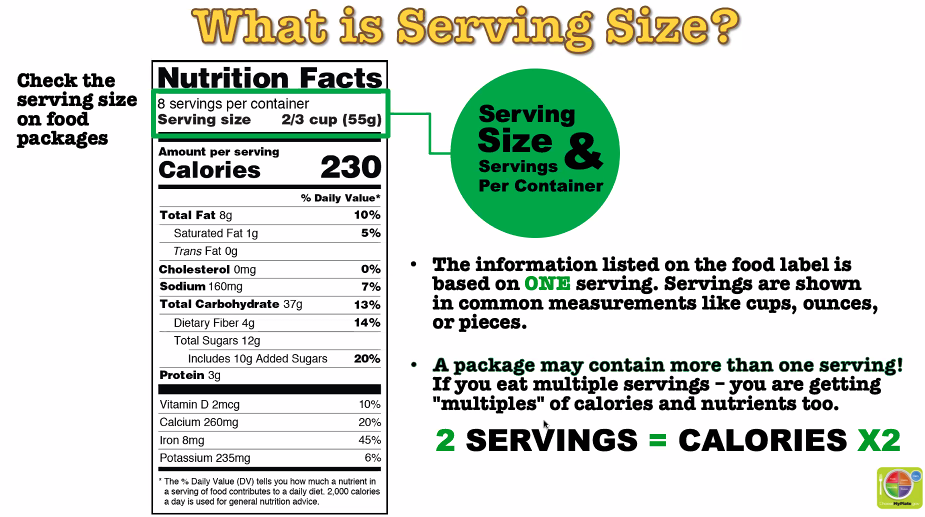 What is Serving Size?
Check the
serving size
on food
packages
Nutrition Facts
8 servings per container
Serving size 2/3 cup (55g)
Amount per serving
Calories 230
% Daily Value*
Total Fat 8g 10%
Saturated Fat 1g 5%
Trans Fat 0g
Cholesterol 0mg 0%
Sodium 160mg 7%
Total Carbohydrate 37g 13%
Dietary Fiber 4g 14%
Total Sugars 12g
Includes 10g Added Sugars 20%
Protein 3g
Vitamin D 2mcg 10%
Calcium 260mg 20%
Iron 8mg 45%
Potassium 235mg 6%
* The % Daily Value (DV) tells you how much a nutrient in
a serving of food contributes to a daily diet. 2,000 calories
a day is used for general nutrition advice.
Serving
Size &
Servings
Per Container
• The information listed on the food label is
based on ONE serving. Servings are shown
in common measurements like cups, ounces,
or pieces.
• A package may contain more than one serving!
If you eat multiple servings – you are getting
"multiples" of calories and nutrients too.
2 SERVINGS = CALORIES X2
MyPlate